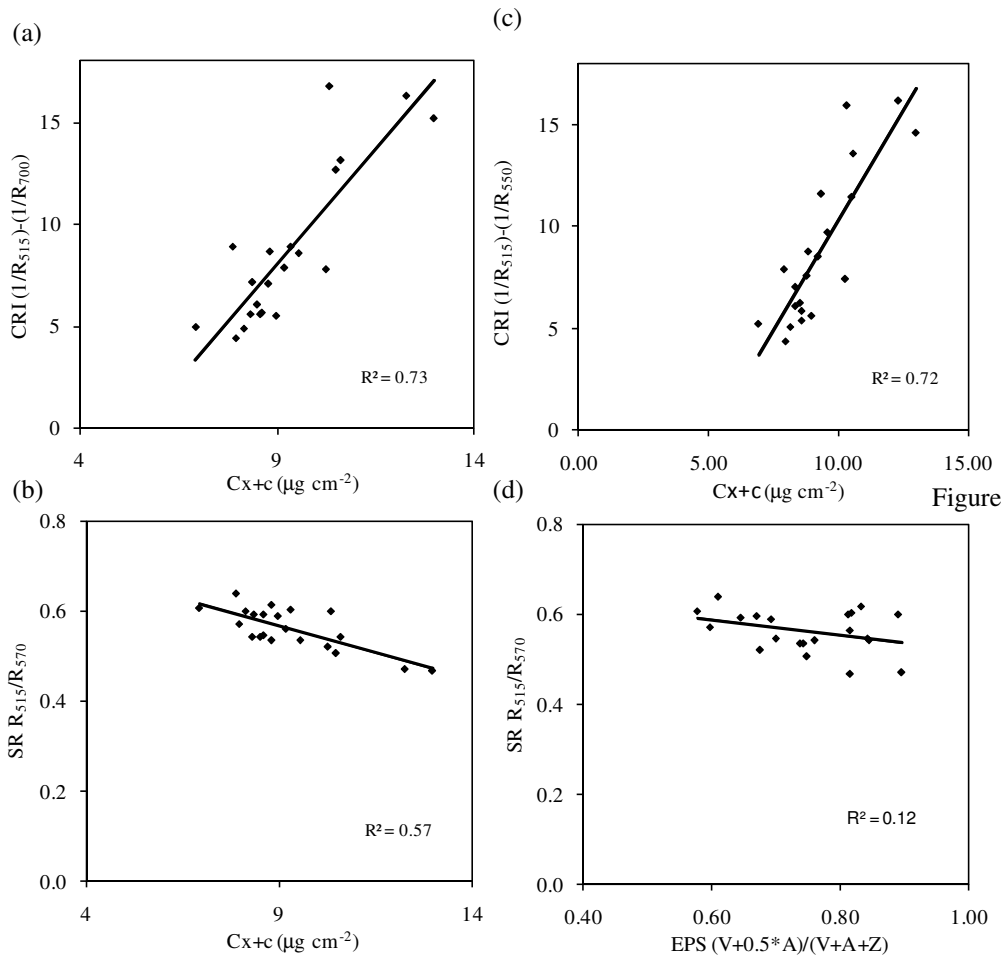 (a)
CRI (1/R515)-(1/R700)
15
10
5
0
4 9 14
Cx+c (µg cm-2)
R² = 0.73
(c)
CRI (1/R515)-(1/R550)
15
10
5
0
0.00 5.00 10.00 15.00
Cx+c (µg cm-2)
R² = 0.72
Figure
(b)
SR R515/R570
0.8
0.6
0.4
0.2
0.0
4 9 14
Cx+c (µg cm-2)
R² = 0.57
(d)
SR R515/R570
0.8
0.6
0.4
0.2
0.0
0.40 0.60 0.80 1.00
EPS (V+0.5*A)/(V+A+Z)
R² = 0.12